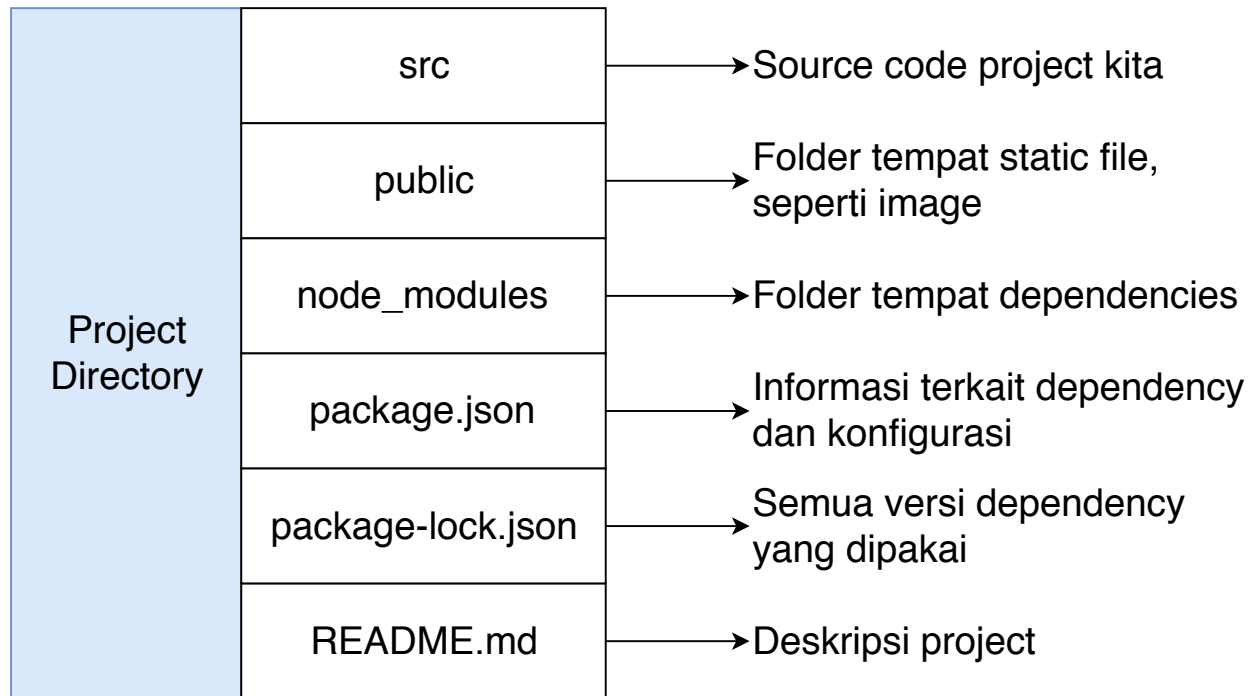 Project
Directory
src
Source code project kita
public
Folder tempat static file,
seperti image
node_modules
Folder tempat dependencies
package.json
Informasi terkait dependency
dan konfigurasi
package-lock.json
Semua versi dependency
yang dipakai
README.md
Deskripsi project